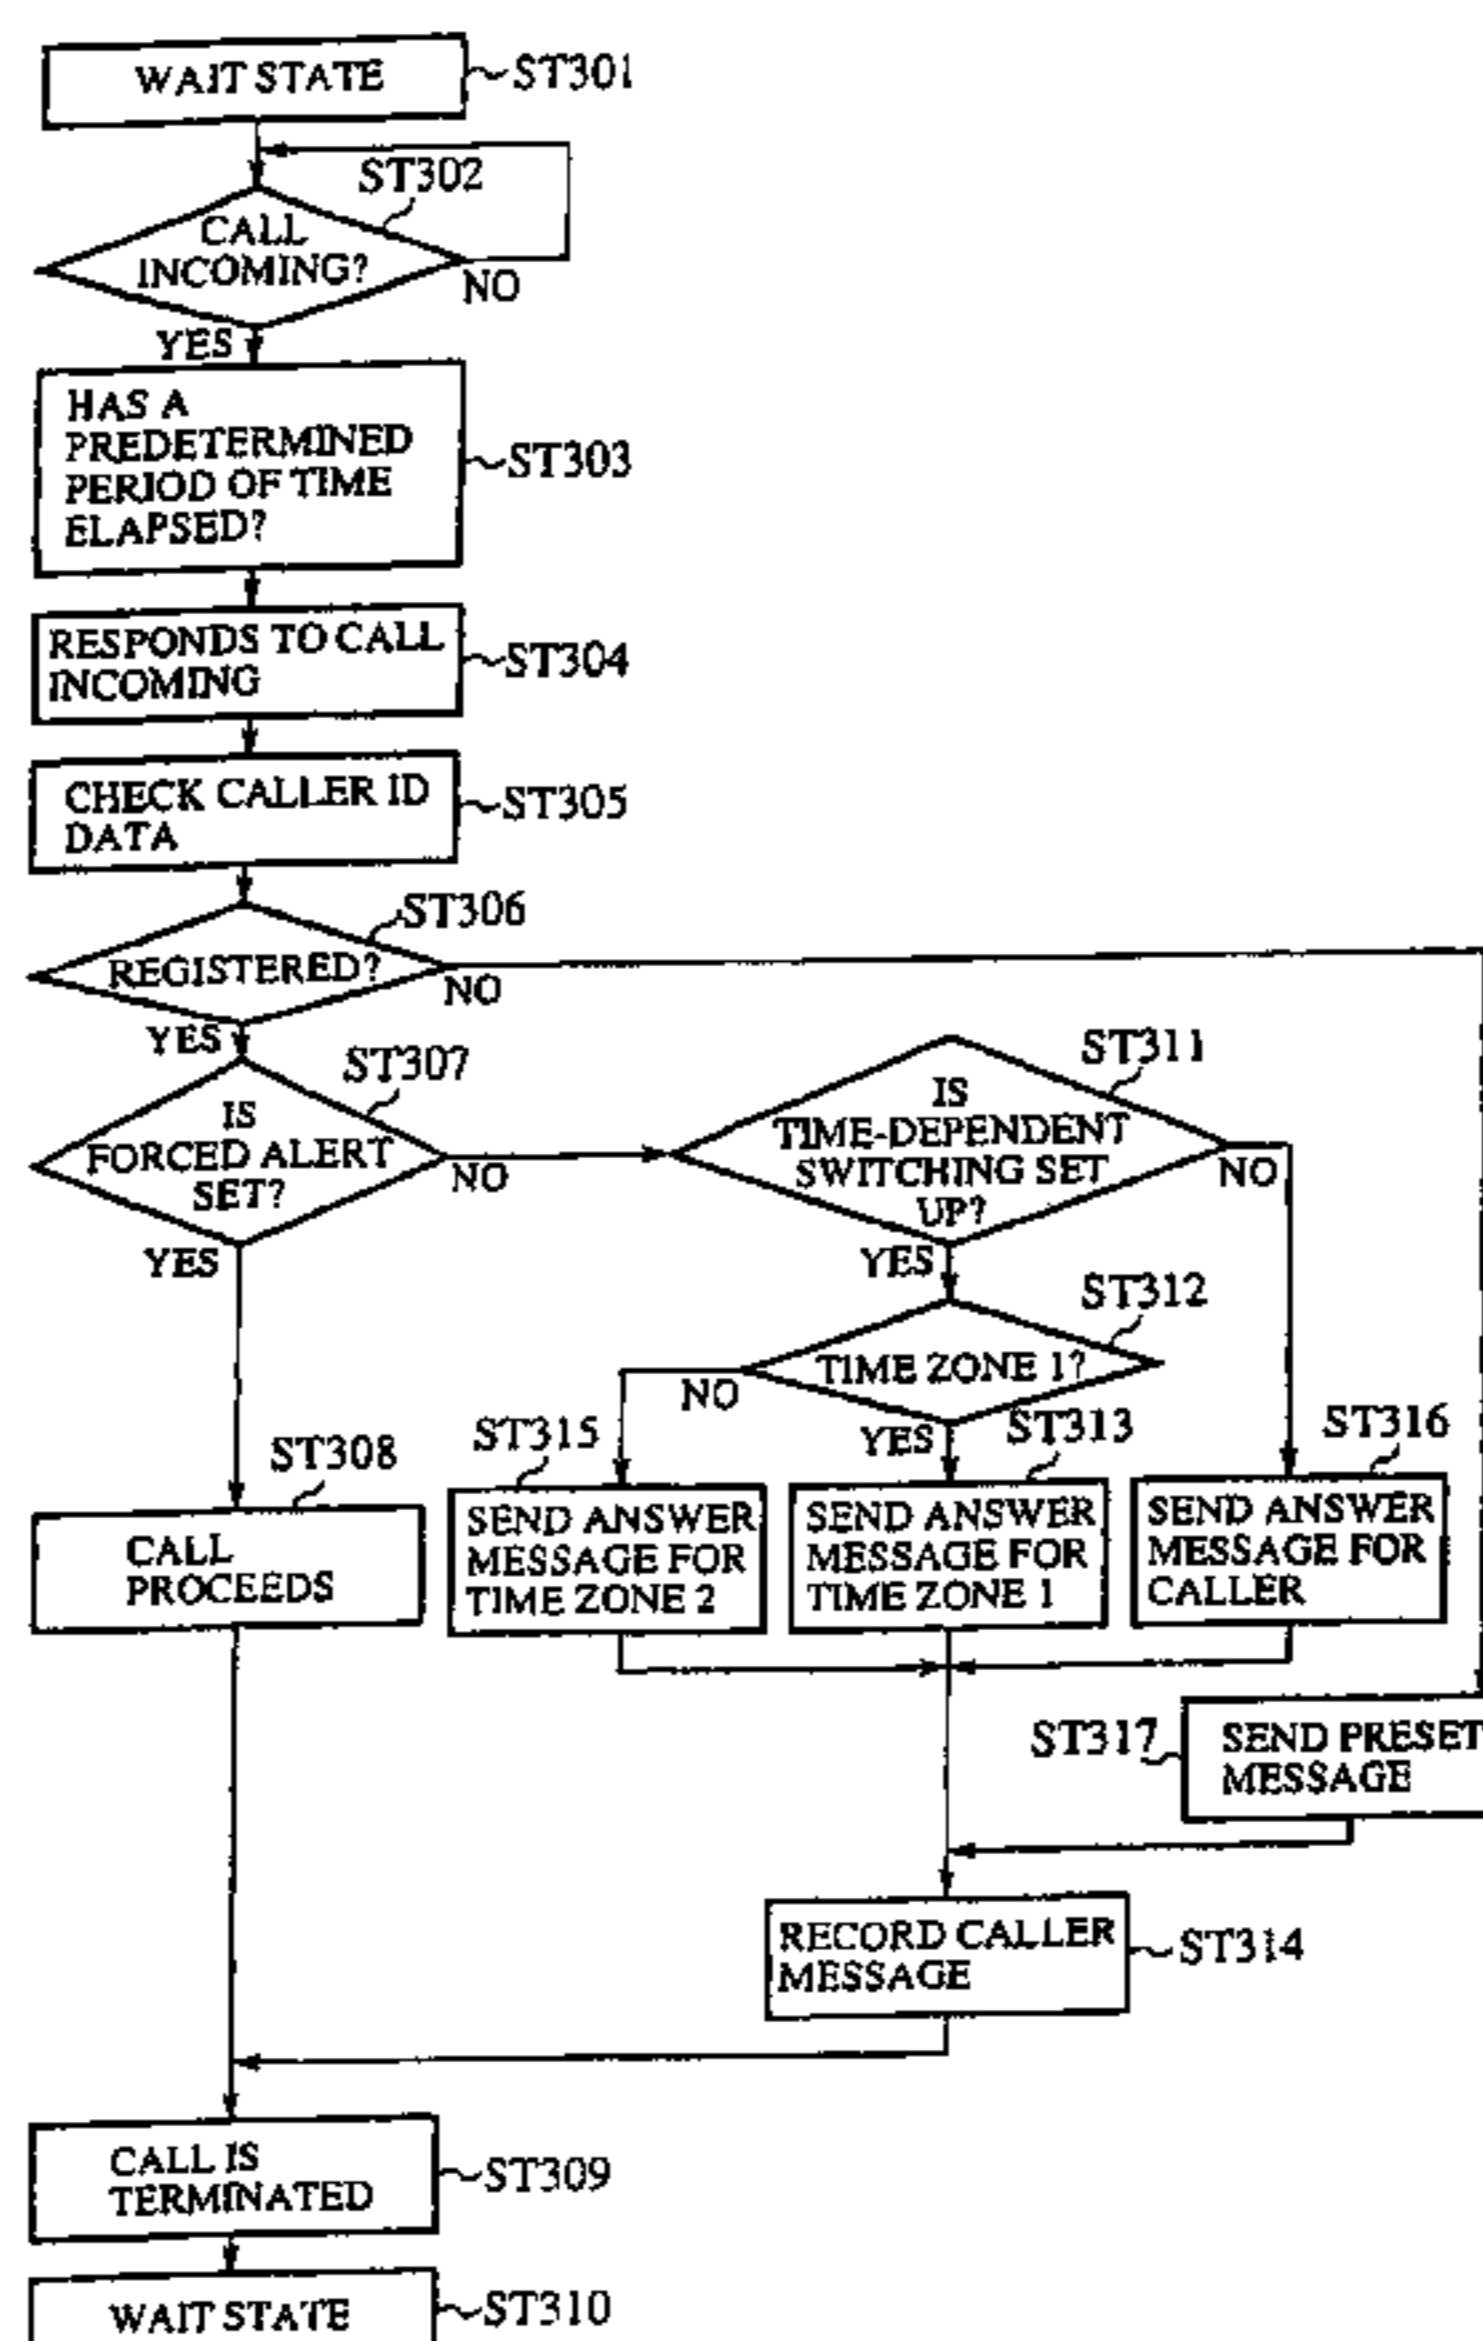 WAIT STATE
ST301
ST302
CALL
INCOMING?
NO
YES
HAS A
PREDETERMINED
PERIOD OF TIME
ELAPSED?
ST303
RESPONDS TO CALL
INCOMING
ST304
CHECK CALLER ID
DATA
ST305
ST306
REGISTERED?
NO
YES
ST307
IS
FORCED ALERT
SET?
NO
YES
ST311
IS
TIME-DEPENDENT
SWITCHING SET
UP?
NO
YES
ST312
TIME ZONE 1?
NO
YES
ST308
CALL
PROCEEDS
ST315
SEND ANSWER
MESSAGE FOR
TIME ZONE 2
ST313
SEND ANSWER
MESSAGE FOR
TIME ZONE 1
ST316
SEND ANSWER
MESSAGE FOR
CALLER
ST317
SEND PRESET
MESSAGE
RECORD CALLER
MESSAGE
ST314
CALL IS
TERMINATED
ST309
WAIT STATE
ST310